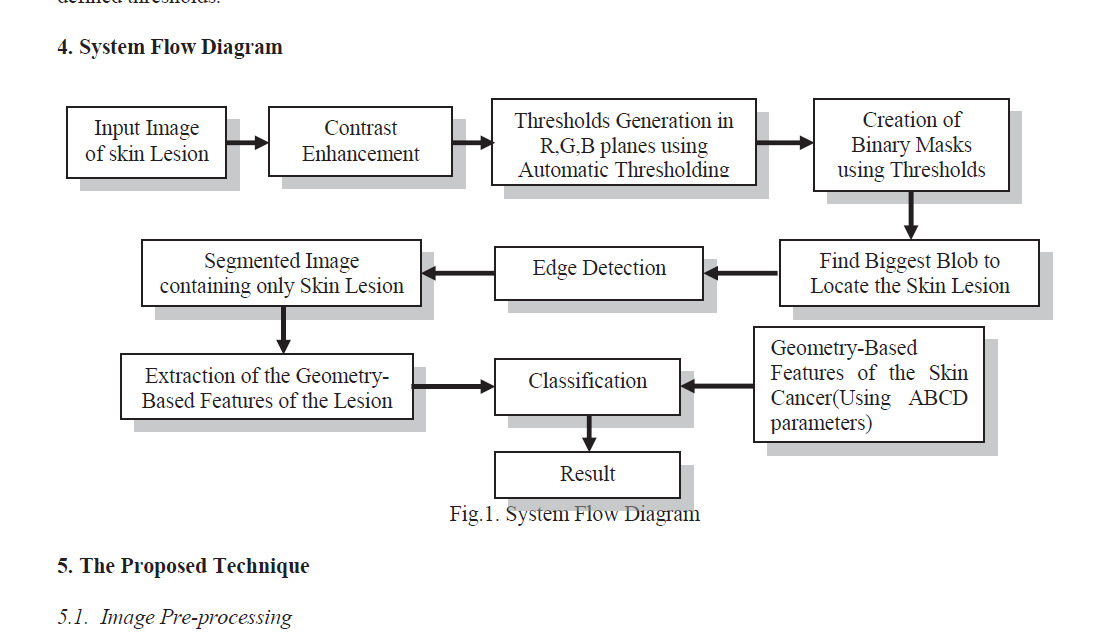 defined thresholds.
4. System Flow Diagram
Input Image
of skin Lesion
Contrast
Enhancement
Thresholds Generation in
R,G,B planes using
Automatic Thresholding
Creation of
Binary Masks
using Thresholds
Find Biggest Blob to
Locate the Skin Lesion
Edge Detection
Segmented Image
containing only Skin Lesion
Extraction of the Geometry-
Based Features of the Lesion
Classification
Geometry-Based
Features of the Skin
Cancer(Using ABCD
parameters)
Result
Fig.1. System Flow Diagram
5. The Proposed Technique
5.1. Image Pre-processing